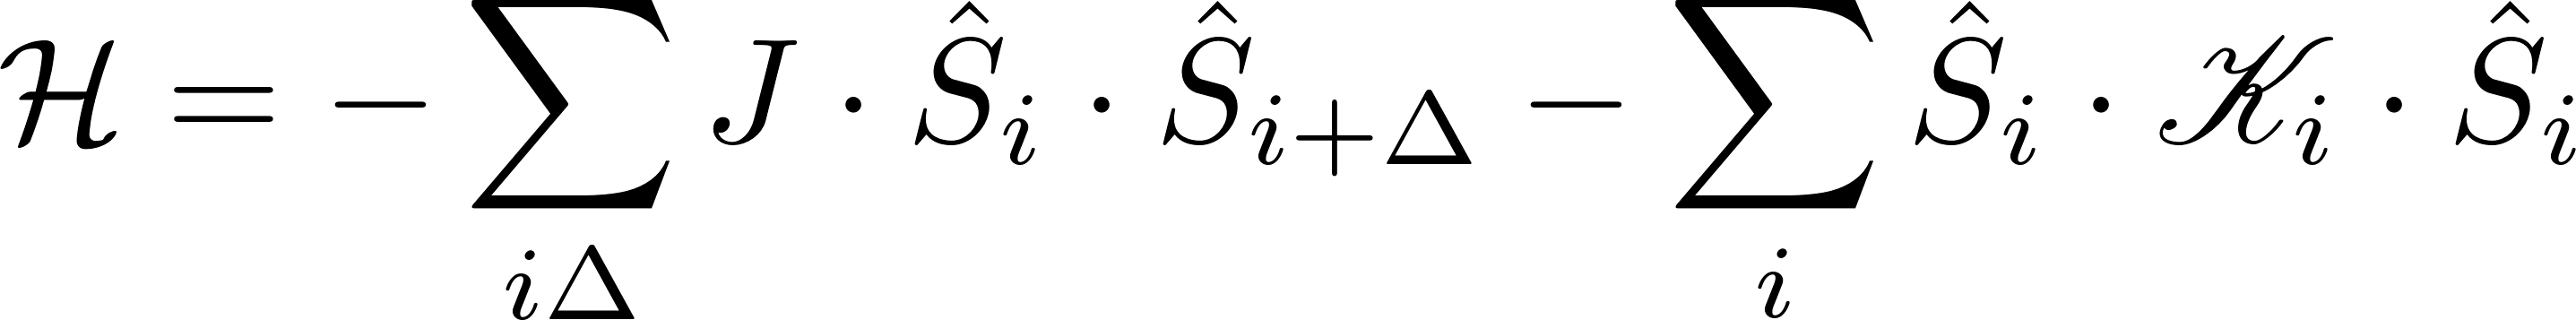 $\mathcal{H} = -\sum_{i\Delta} J \cdot \hat{S}_i \cdot \hat{S}_{i+\Delta} - \sum_i \hat{S}_i \cdot \mathscr{K}_i \cdot \hat{S}_i$